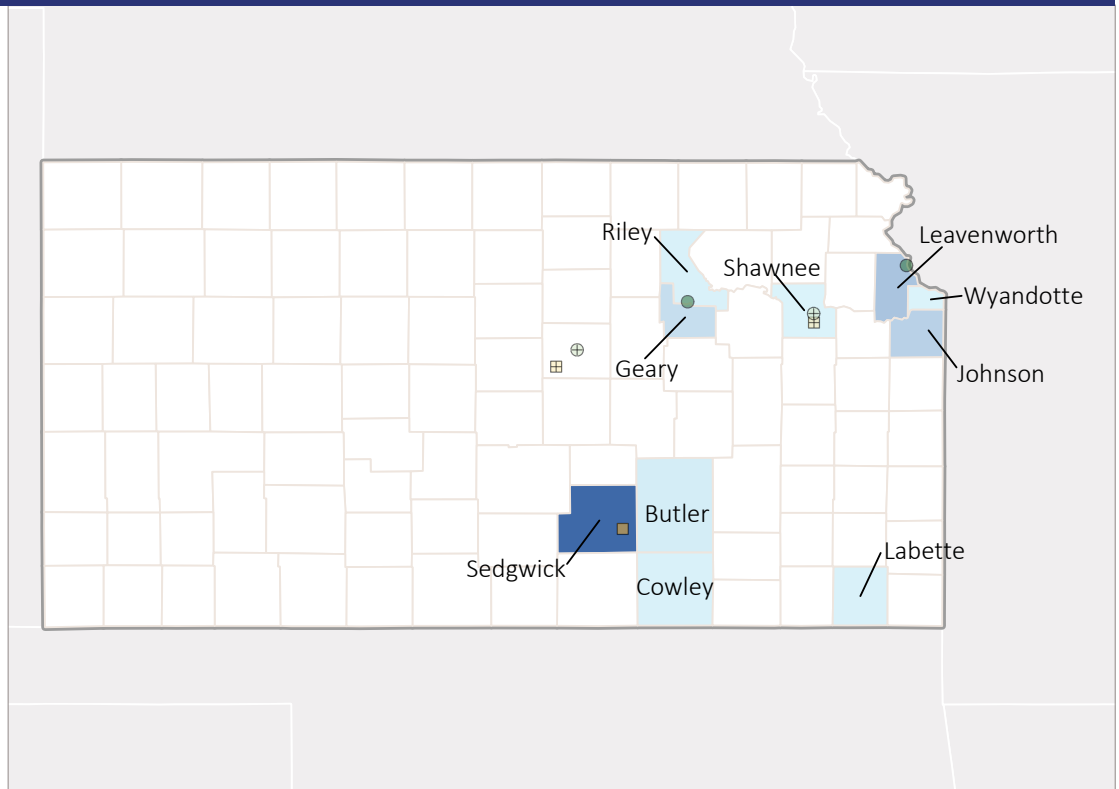 Riley
Leavenworth
Shawnee
Wyandotte
Geary
Johnson
Butler
Labette
Sedgwick
Cowley